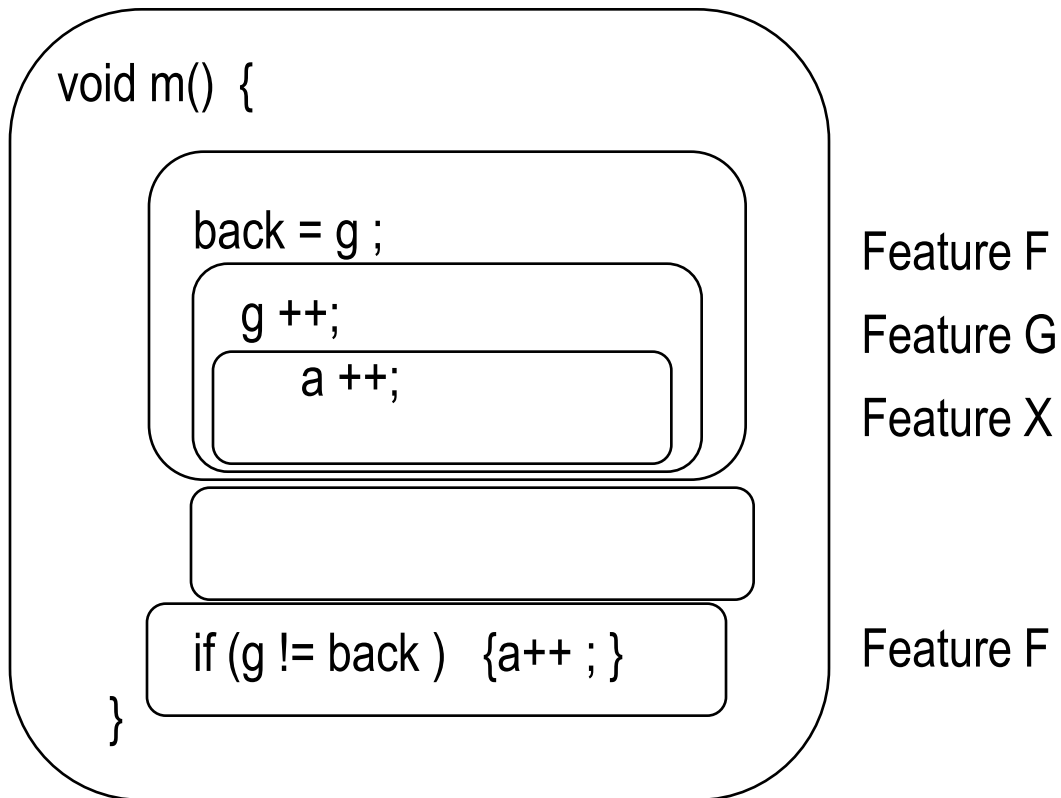 void m() {
back = g ;
Feature F
g ++;
Feature G
a ++;
Feature X
if (g != back ) {a++ ; }
Feature F
}